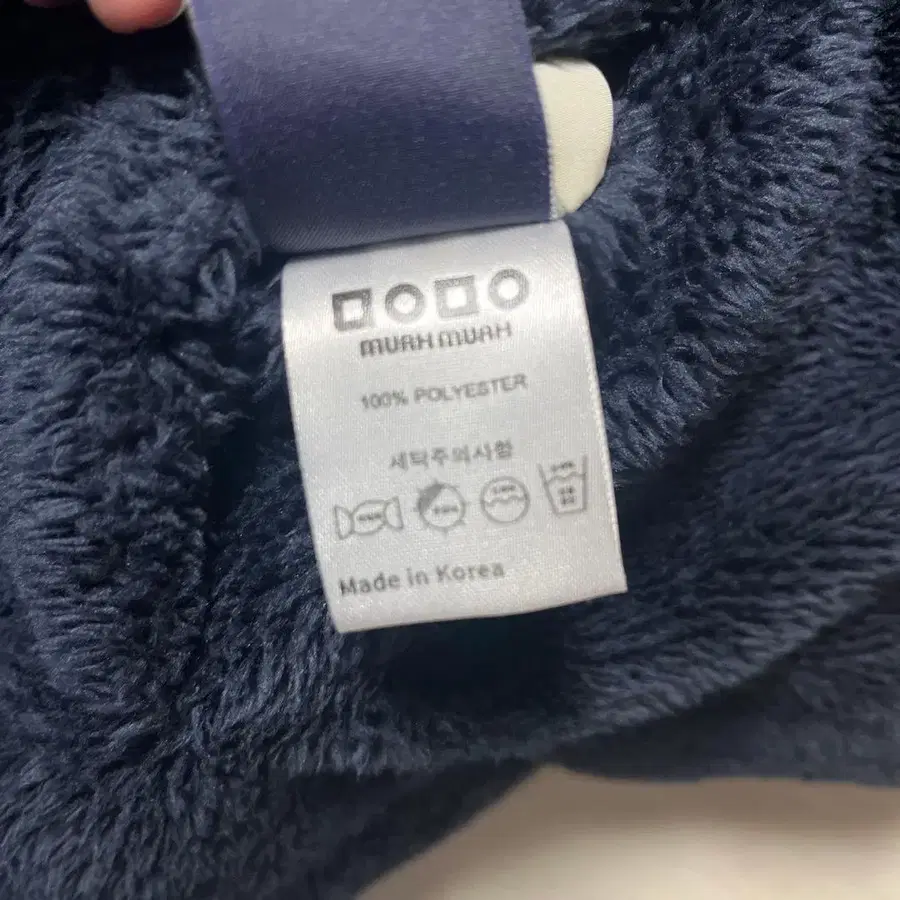 MUAH MUAH
100% POLYESTER
세탁주의사항
Made in Korea